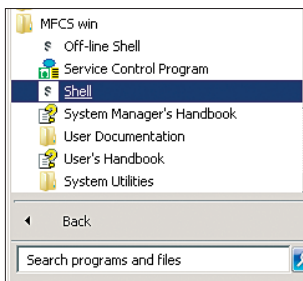 MFCS win
Off-line Shell
Service Control Program
Shell
System Manager's Handbook
User Documentation
User's Handbook
System Utilities
Back
Search programs and files